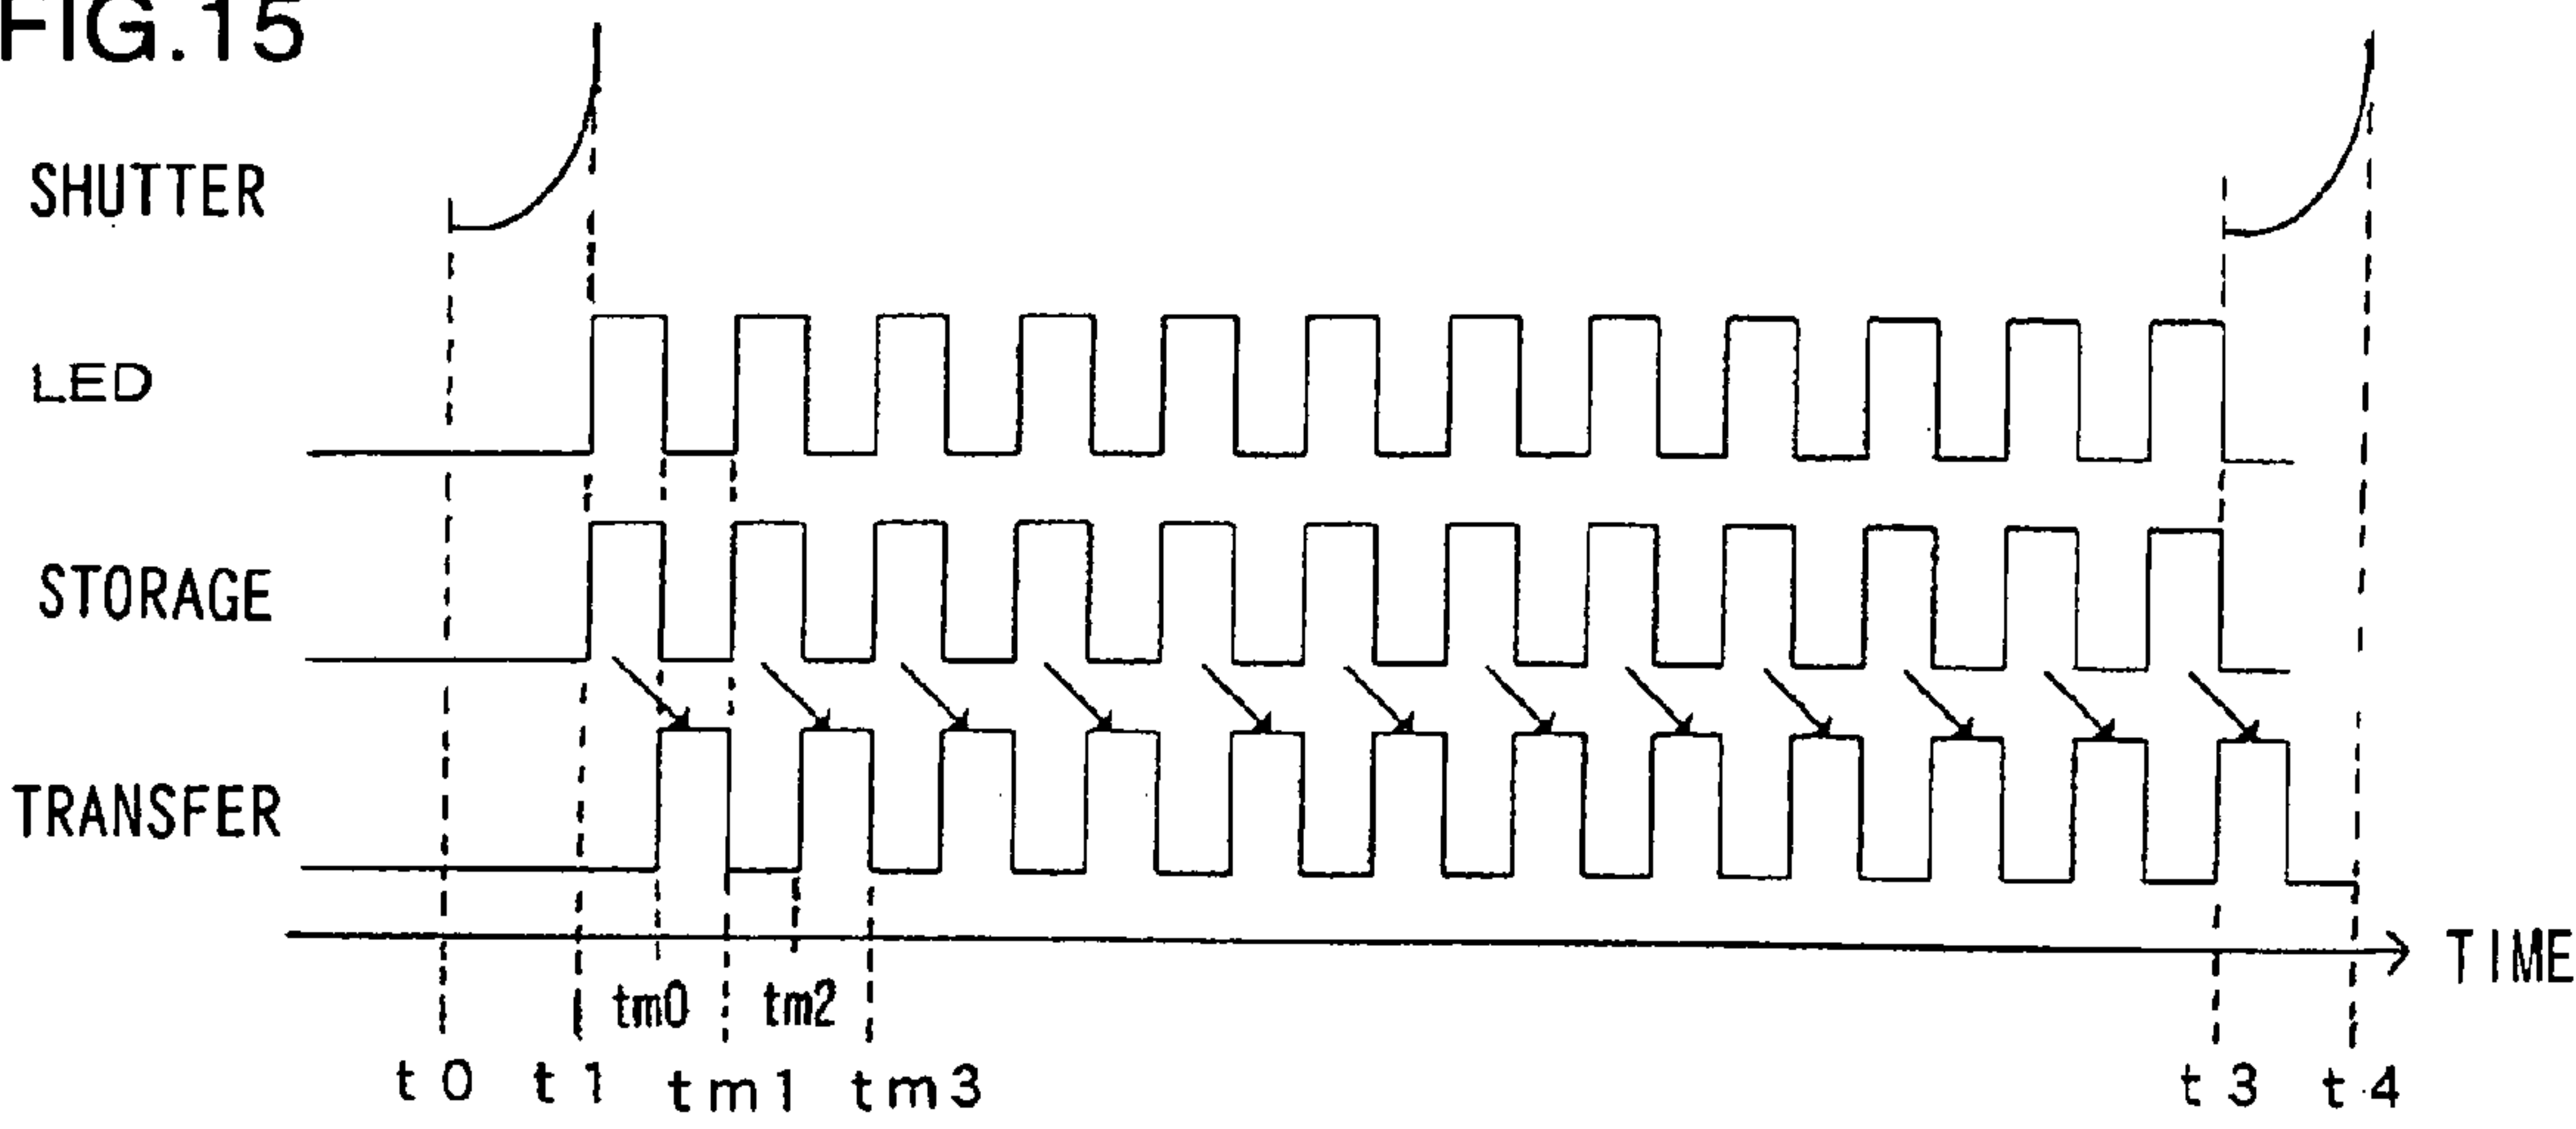 FIG.15
SHUTTER
LED
STORAGE
TRANSFER
TIME
tm0 tm2
t0 t1 tm1 tm3 t3 t4